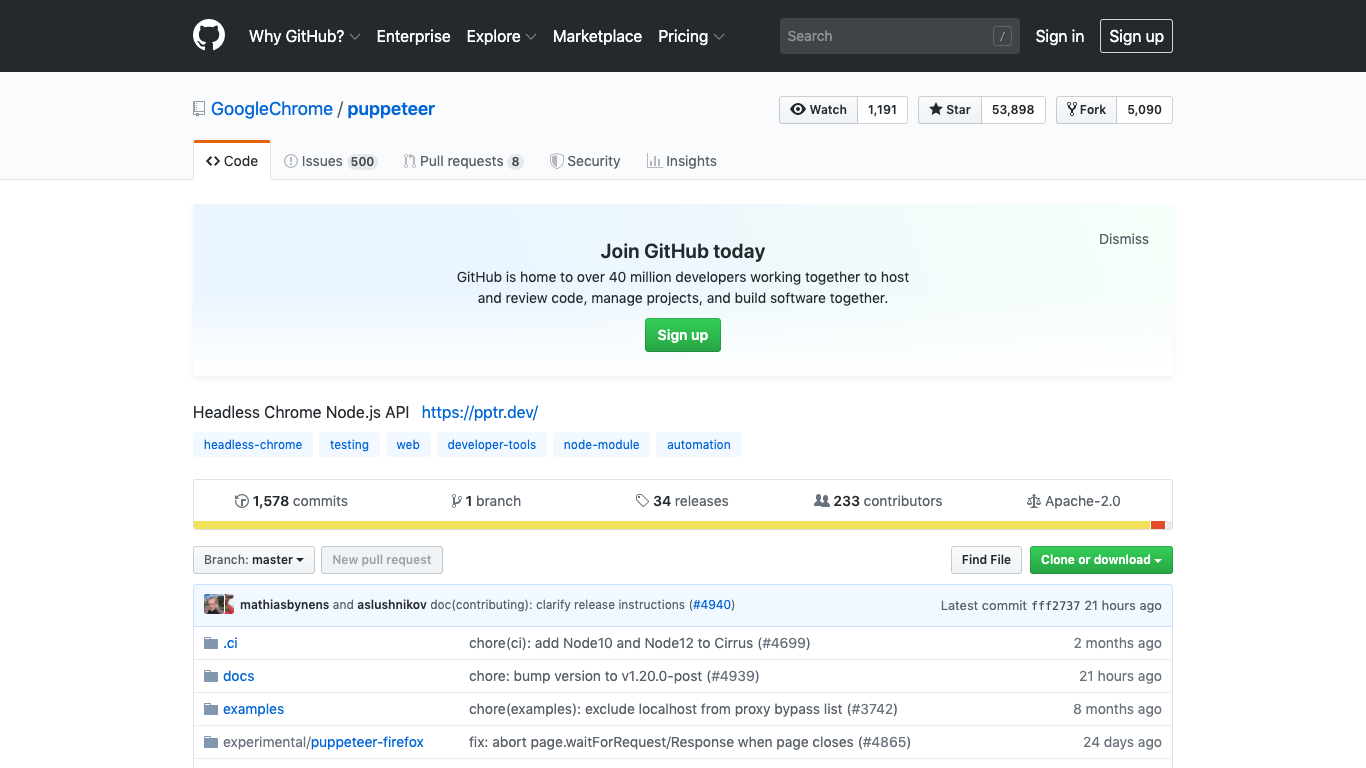 Why GitHub? Enterprise Explore Marketplace Pricing Search / Sign in Sign up
GoogleChrome / puppeteer Watch 1,191 Star 53,898 Fork 5,090
Code Issues 500 Pull requests 8 Security Insights
Dismiss
Join GitHub today
GitHub is home to over 40 million developers working together to host
and review code, manage projects, and build software together.
Sign up
Headless Chrome Node.js API https://pptr.dev/
headless-chrome testing web developer-tools node-module automation
1,578 commits 1 branch 34 releases 233 contributors Apache-2.0
Branch: master New pull request Find File Clone or download
mathiasbynens and aslushnikov doc(contributing): clarify release instructions (#4940) Latest commit fff2737 21 hours ago
.ci chore(ci): add Node10 and Node12 to Cirrus (#4699) 2 months ago
docs chore: bump version to v1.20.0-post (#4939) 21 hours ago
examples chore(examples): exclude localhost from proxy bypass list (#3742) 8 months ago
experimental/puppeteer-firefox fix: abort page.waitForRequest/Response when page closes (#4865) 24 days ago